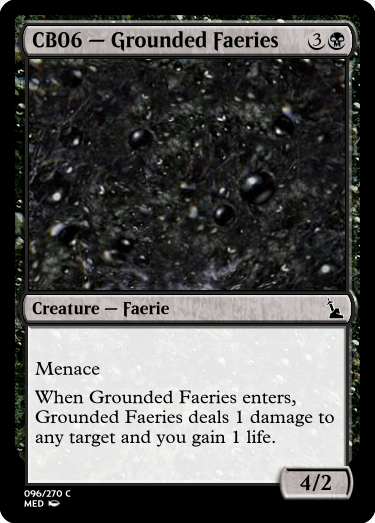 CB06 — Grounded Faeries 3
Creature — Faerie
Menace
When Grounded Faeries enters,
Grounded Faeries deals 1 damage to
any target and you gain 1 life.
4/2
096/270 C
MED